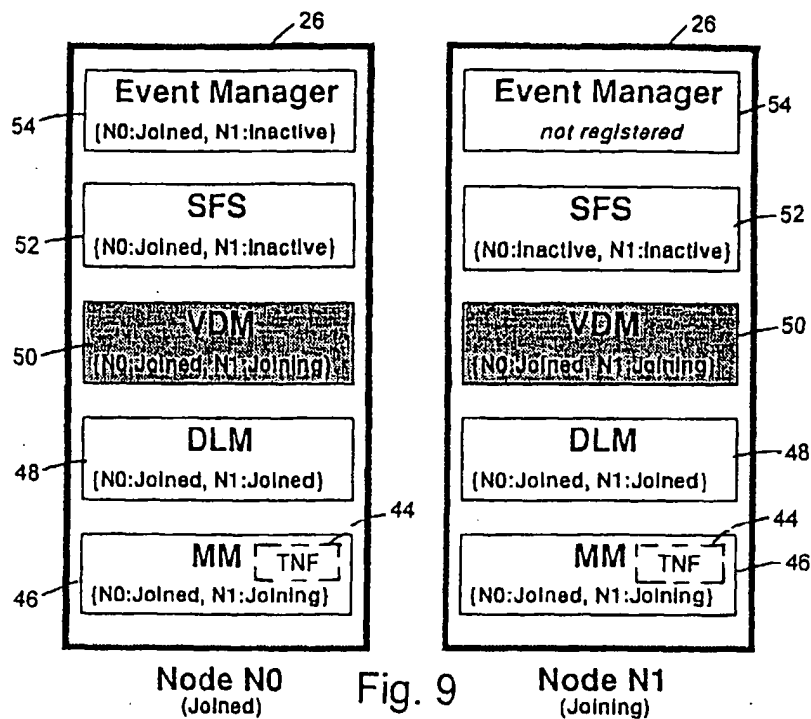 26
Event Manager
54
{N0:Joined, N1:Inactive}
SFS
52
{N0:Joined, N1:Inactive}
VDM
50
{N0:Joined, N1:Joining}
DLM
48
{N0:Joined, N1:Joined}
44
MM
TNF
46
{N0:Joined, N1:Joining}
Node N0
(Joined)
26
Event Manager
54
not registered
SFS
52
{N0:Inactive, N1:Inactive}
VDM
50
{N0:Joined, N1:Joining}
DLM
48
{N0:Joined, N1:Joined}
44
MM
TNF
46
{N0:Joined, N1:Joining}
Node N1
(Joining)
Fig. 9